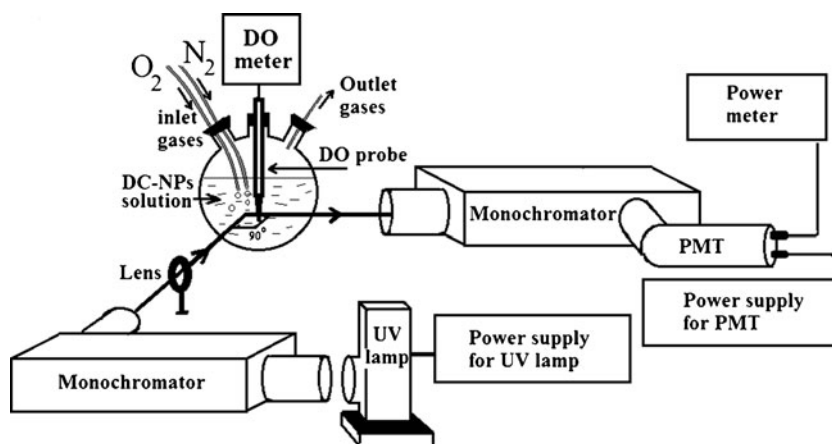 DO
meter
O2
N2
inlet
gases
Outlet
gases
DO probe
DC-NPs
solution
90°
Lens
Monochromator
PMT
Power
meter
Power supply
for PMT
UV
lamp
Power supply
for UV lamp
Monochromator